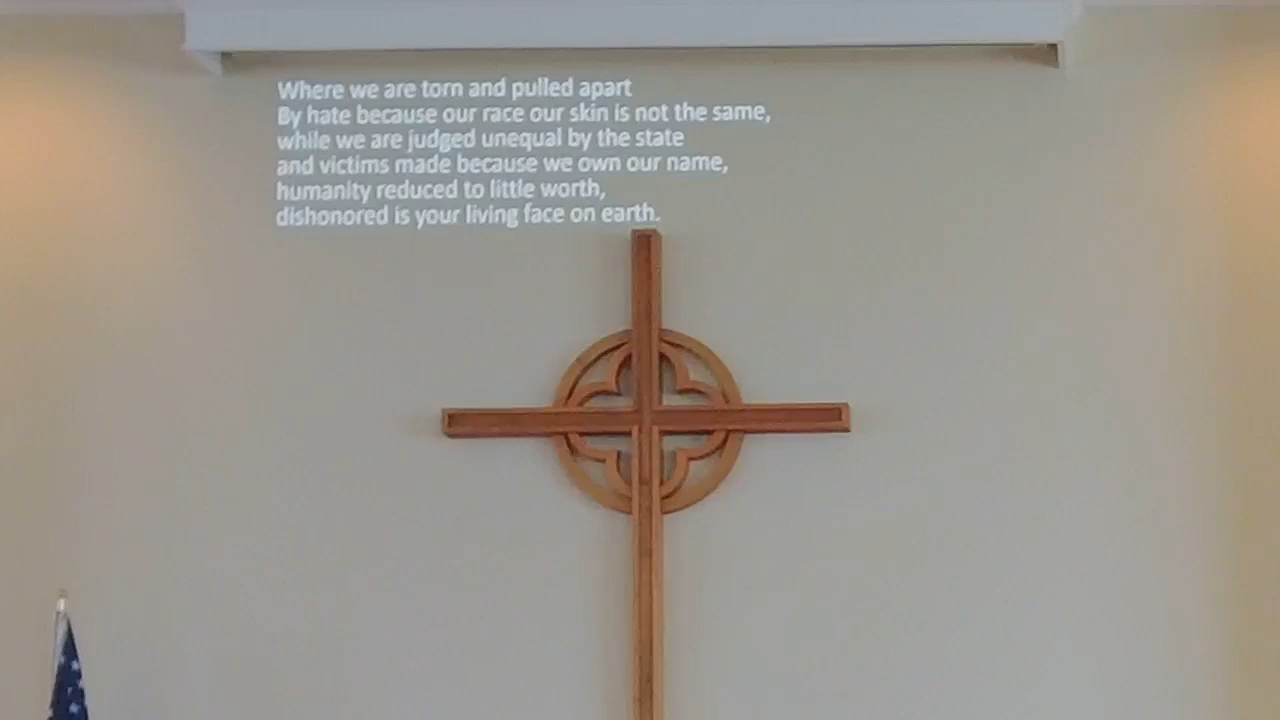 Where we are torn and pulled apart
By hate because our race our skin is not the same,
while we are judged unequal by the state
and victims made because we own our name,
humanity reduced to little worth,
dishonored is your living face on earth.